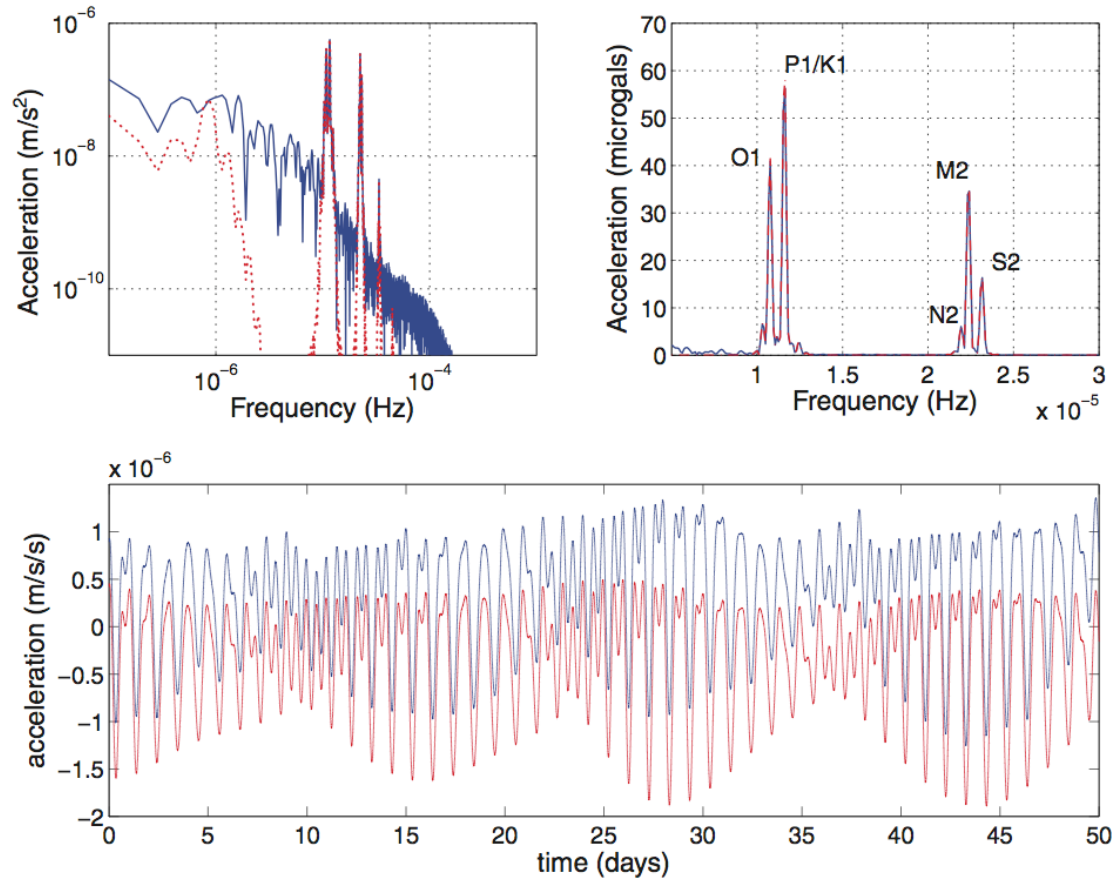 10⁻⁶
10⁻⁸
10⁻¹⁰
Acceleration (m/s²)
10⁻⁶
10⁻⁴
Frequency (Hz)
70
60
50
40
30
20
10
0
Acceleration (microgals)
P1/K1
O1
M2
S2
N2
1
1.5
2
2.5
3
Frequency (Hz)
x 10⁻⁵
x 10⁻⁶
1
0.5
0
−0.5
−1
−1.5
−2
acceleration (m/s/s)
0
5
10
15
20
25
30
35
40
45
50
time (days)